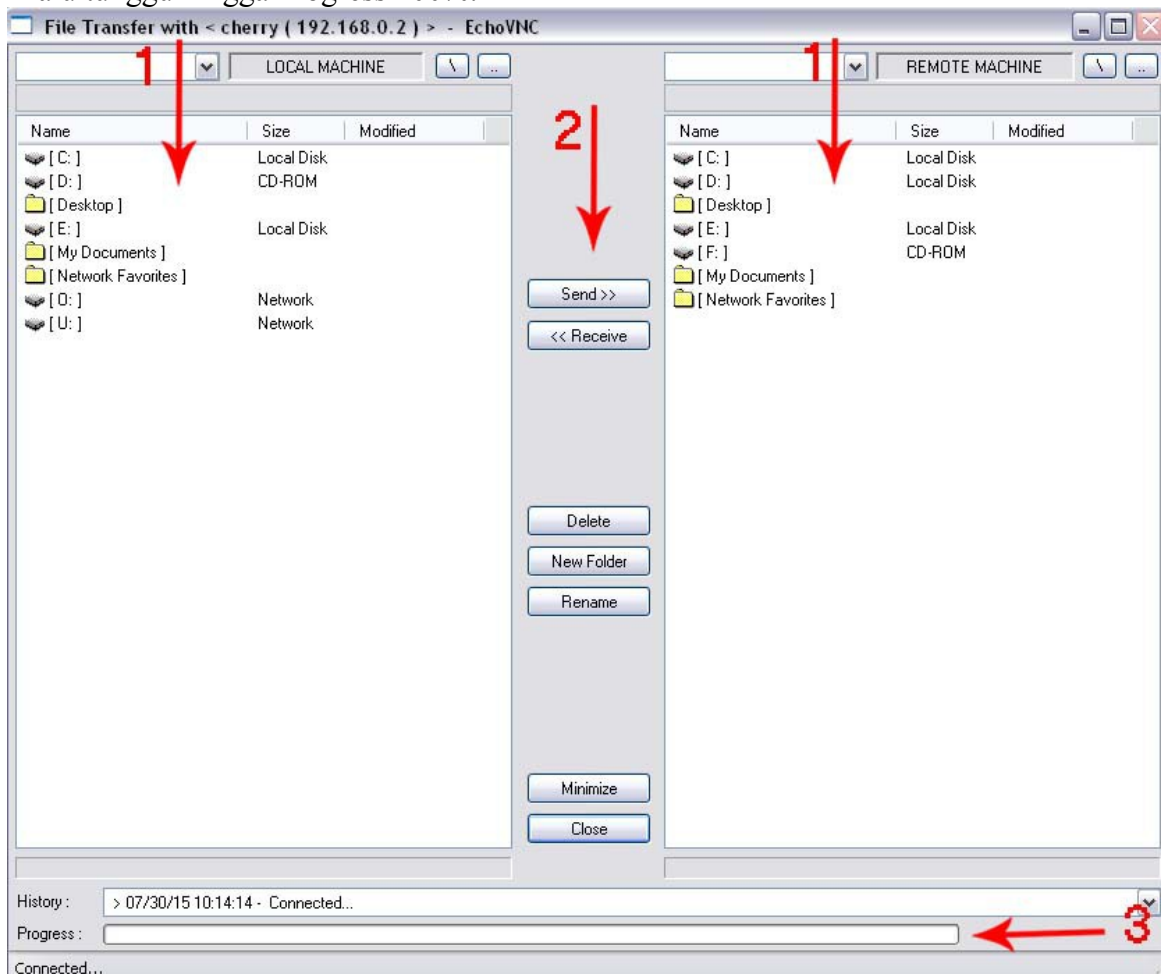 tunggu hingga Progress
File Transfer with < cherry ( 192.168.0.2 ) > - EchoVNC
1 LOCAL MACHINE \ .. 1 REMOTE MACHINE \ ..
Name Size Modified 2 Name Size Modified
[ C: ] Local Disk [ C: ] Local Disk
[ D: ] CD-ROM [ D: ] Local Disk
[ Desktop ] [ Desktop ]
[ E: ] Local Disk [ E: ] Local Disk
[ My Documents ] [ F: ] CD-ROM
[ Network Favorites ] [ My Documents ]
[ O: ] Network Send >> [ Network Favorites ]
[ U: ] Network
<< Receive
Delete
New Folder
Rename
Minimize
Close
History : > 07/30/15 10:14:14 - Connected...
Progress : 3
Connected...